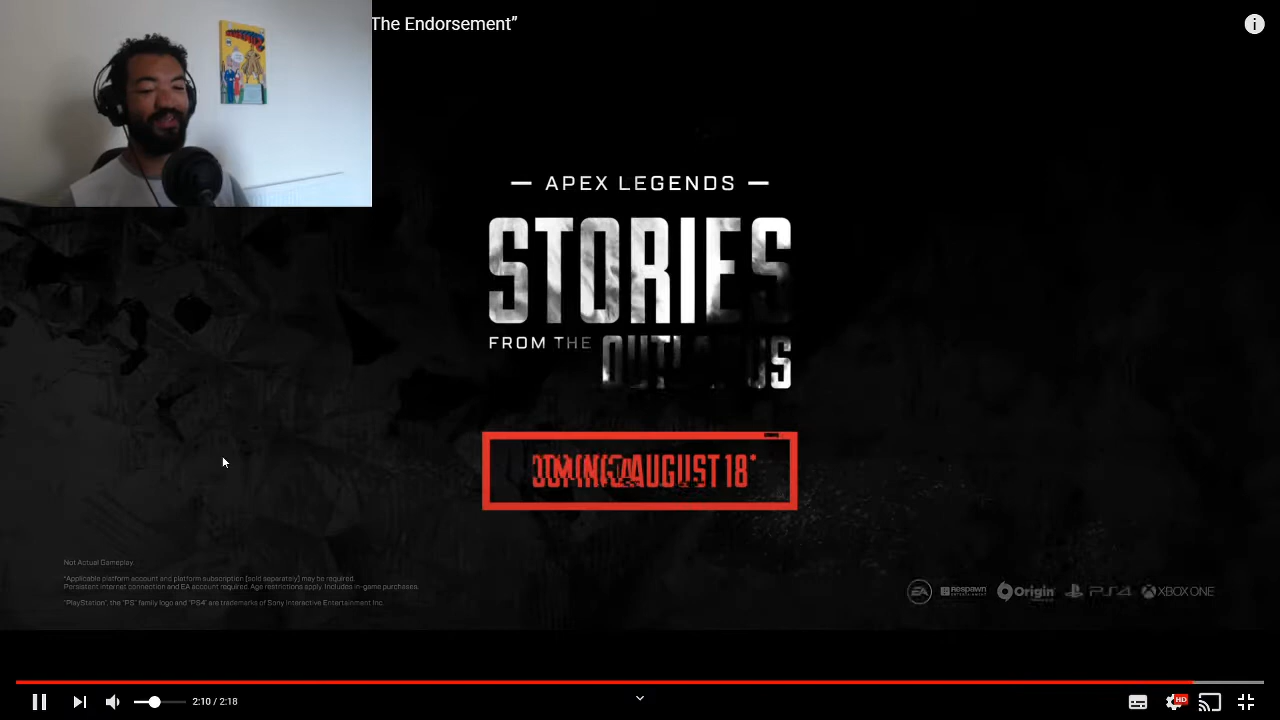 The Endorsement”
— APEX LEGENDS —
STORIES
FROM THE OUTLANDS
AUGUST 18*
Not Actual Gameplay.
*Applicable platform account and platform subscription (sold separately) may be required.
Persistent internet connection and EA account required. Age restrictions apply. Includes in-game purchases.
"PlayStation", the "PS" family logo and "PS4" are trademarks of Sony Interactive Entertainment Inc.
EA RESPAWN ENTERTAINMENT Origin PS4 XBOX ONE
2:10 / 2:18
HD